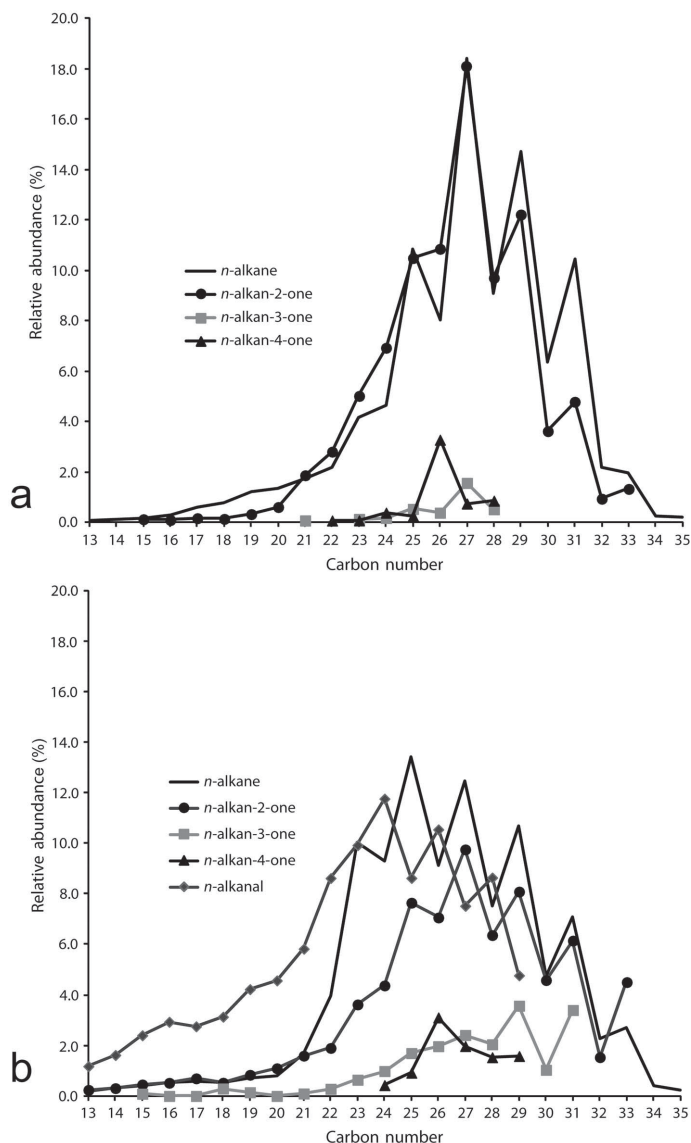 20.0
18.0
16.0
14.0
12.0
10.0
8.0
6.0
4.0
2.0
0.0
Relative abundance (%)
n-alkane
n-alkan-2-one
n-alkan-3-one
n-alkan-4-one
a
13 14 15 16 17 18 19 20 21 22 23 24 25 26 27 28 29 30 31 32 33 34 35
Carbon number
20.0
18.0
16.0
14.0
12.0
10.0
8.0
6.0
4.0
2.0
0.0
Relative abundance (%)
n-alkane
n-alkan-2-one
n-alkan-3-one
n-alkan-4-one
n-alkanal
b
13 14 15 16 17 18 19 20 21 22 23 24 25 26 27 28 29 30 31 32 33 34 35
Carbon number